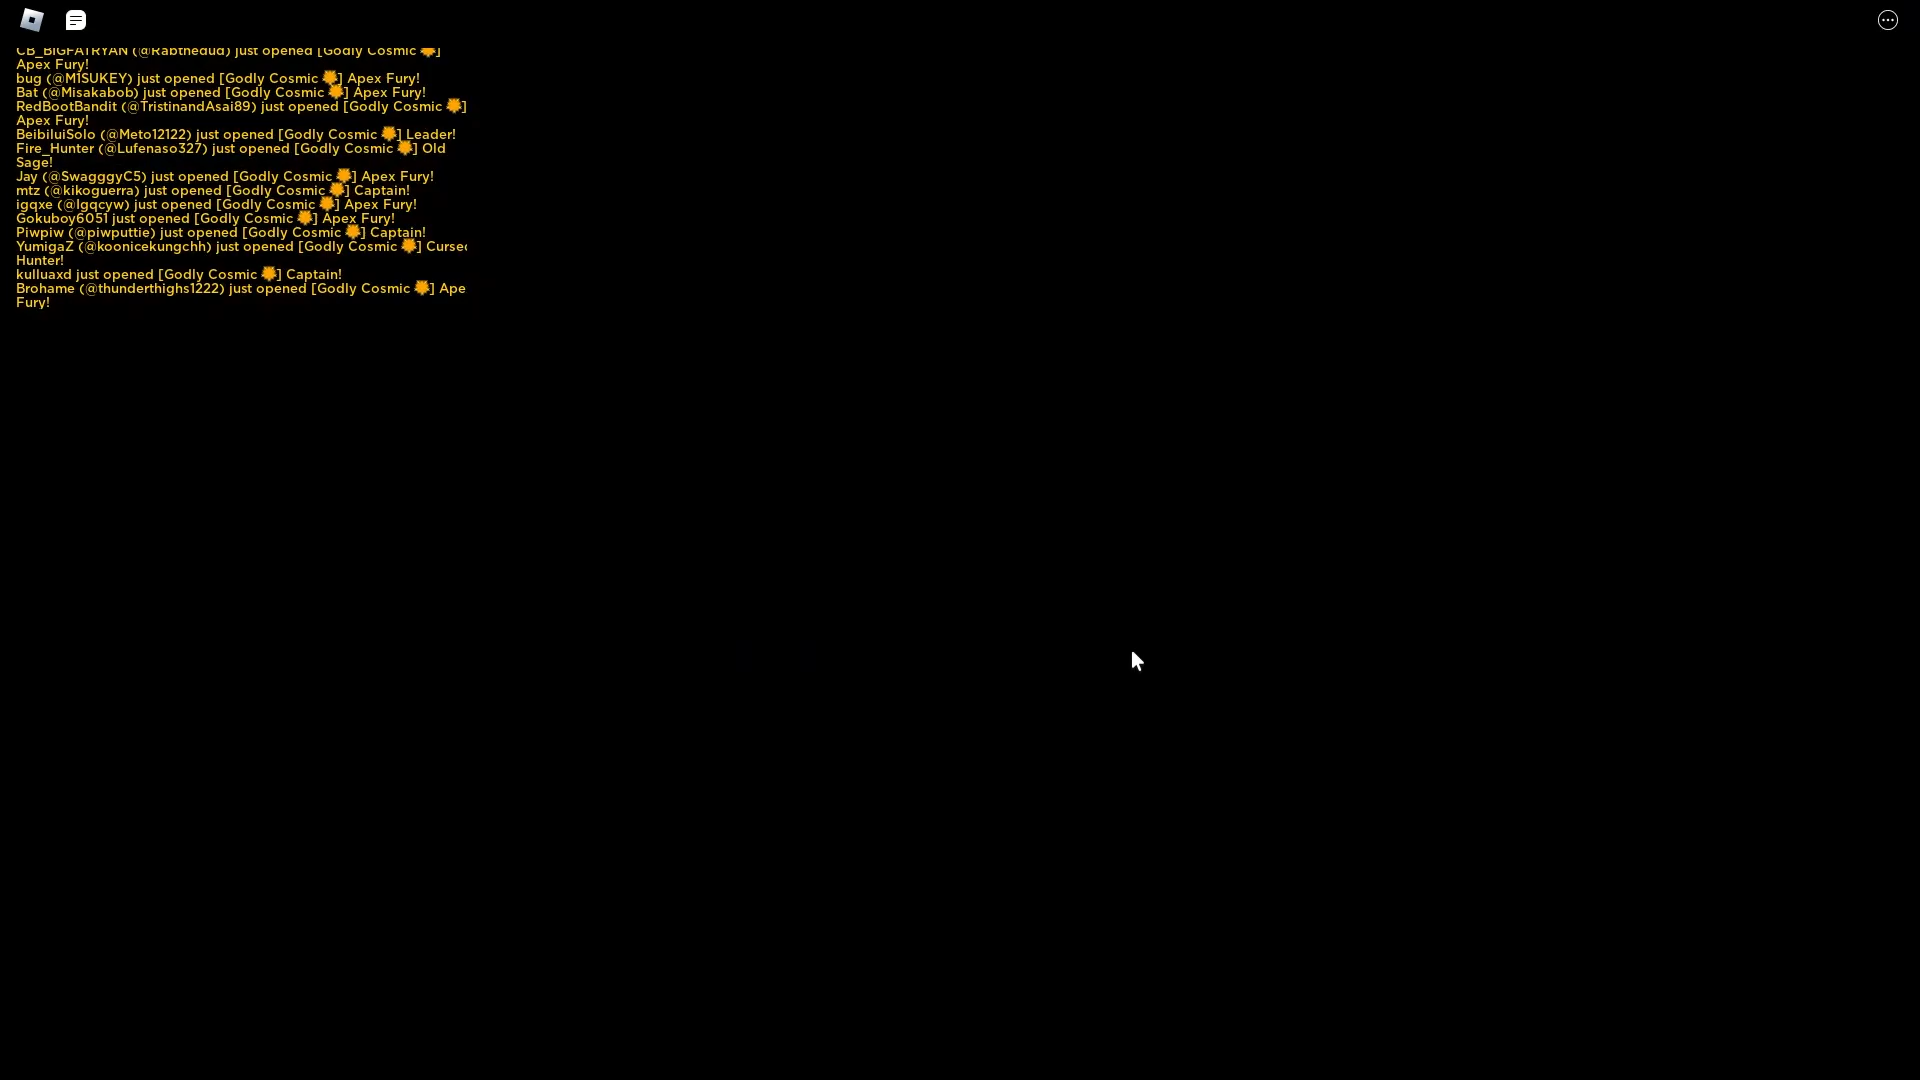 CB_BIGFATRYAN (@Rabthedud) just opened [Godly Cosmic 💥]
Apex Fury!
bug (@M1SUKEY) just opened [Godly Cosmic 💥] Apex Fury!
Bat (@Misakabob) just opened [Godly Cosmic 💥] Apex Fury!
RedBootBandit (@TristinandAsai89) just opened [Godly Cosmic 💥]
Apex Fury!
BeibiluiSolo (@Meto12122) just opened [Godly Cosmic 💥] Leader!
Fire_Hunter (@Lufenaso327) just opened [Godly Cosmic 💥] Old
Sage!
Jay (@SwagggyC5) just opened [Godly Cosmic 💥] Apex Fury!
mtz (@kikoguerra) just opened [Godly Cosmic 💥] Captain!
igqxe (@Igqcyw) just opened [Godly Cosmic 💥] Apex Fury!
Gokuboy6051 just opened [Godly Cosmic 💥] Apex Fury!
Piwpiw (@piwputtie) just opened [Godly Cosmic 💥] Captain!
YumigaZ (@koonicekungchh) just opened [Godly Cosmic 💥] Cursed
Hunter!
kulluaxd just opened [Godly Cosmic 💥] Captain!
Brohame (@thunderthighs1222) just opened [Godly Cosmic 💥] Ape
Fury!